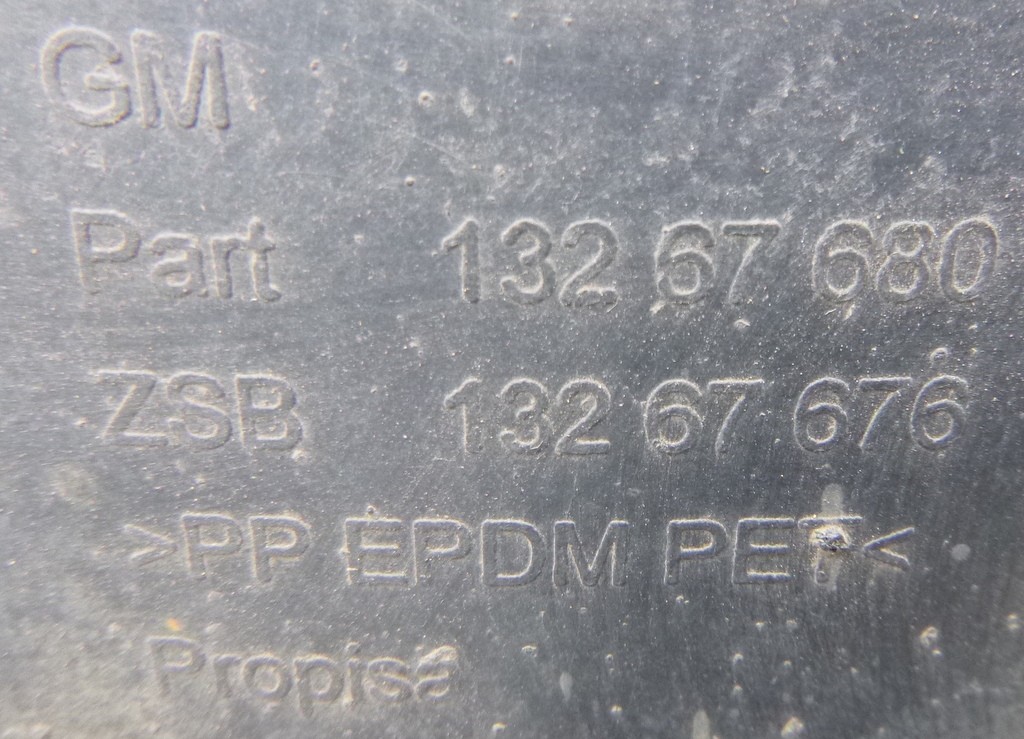 GM
Part 132 67 680
ZSB 132 67 676
>PP EPDM PET<
Propisa